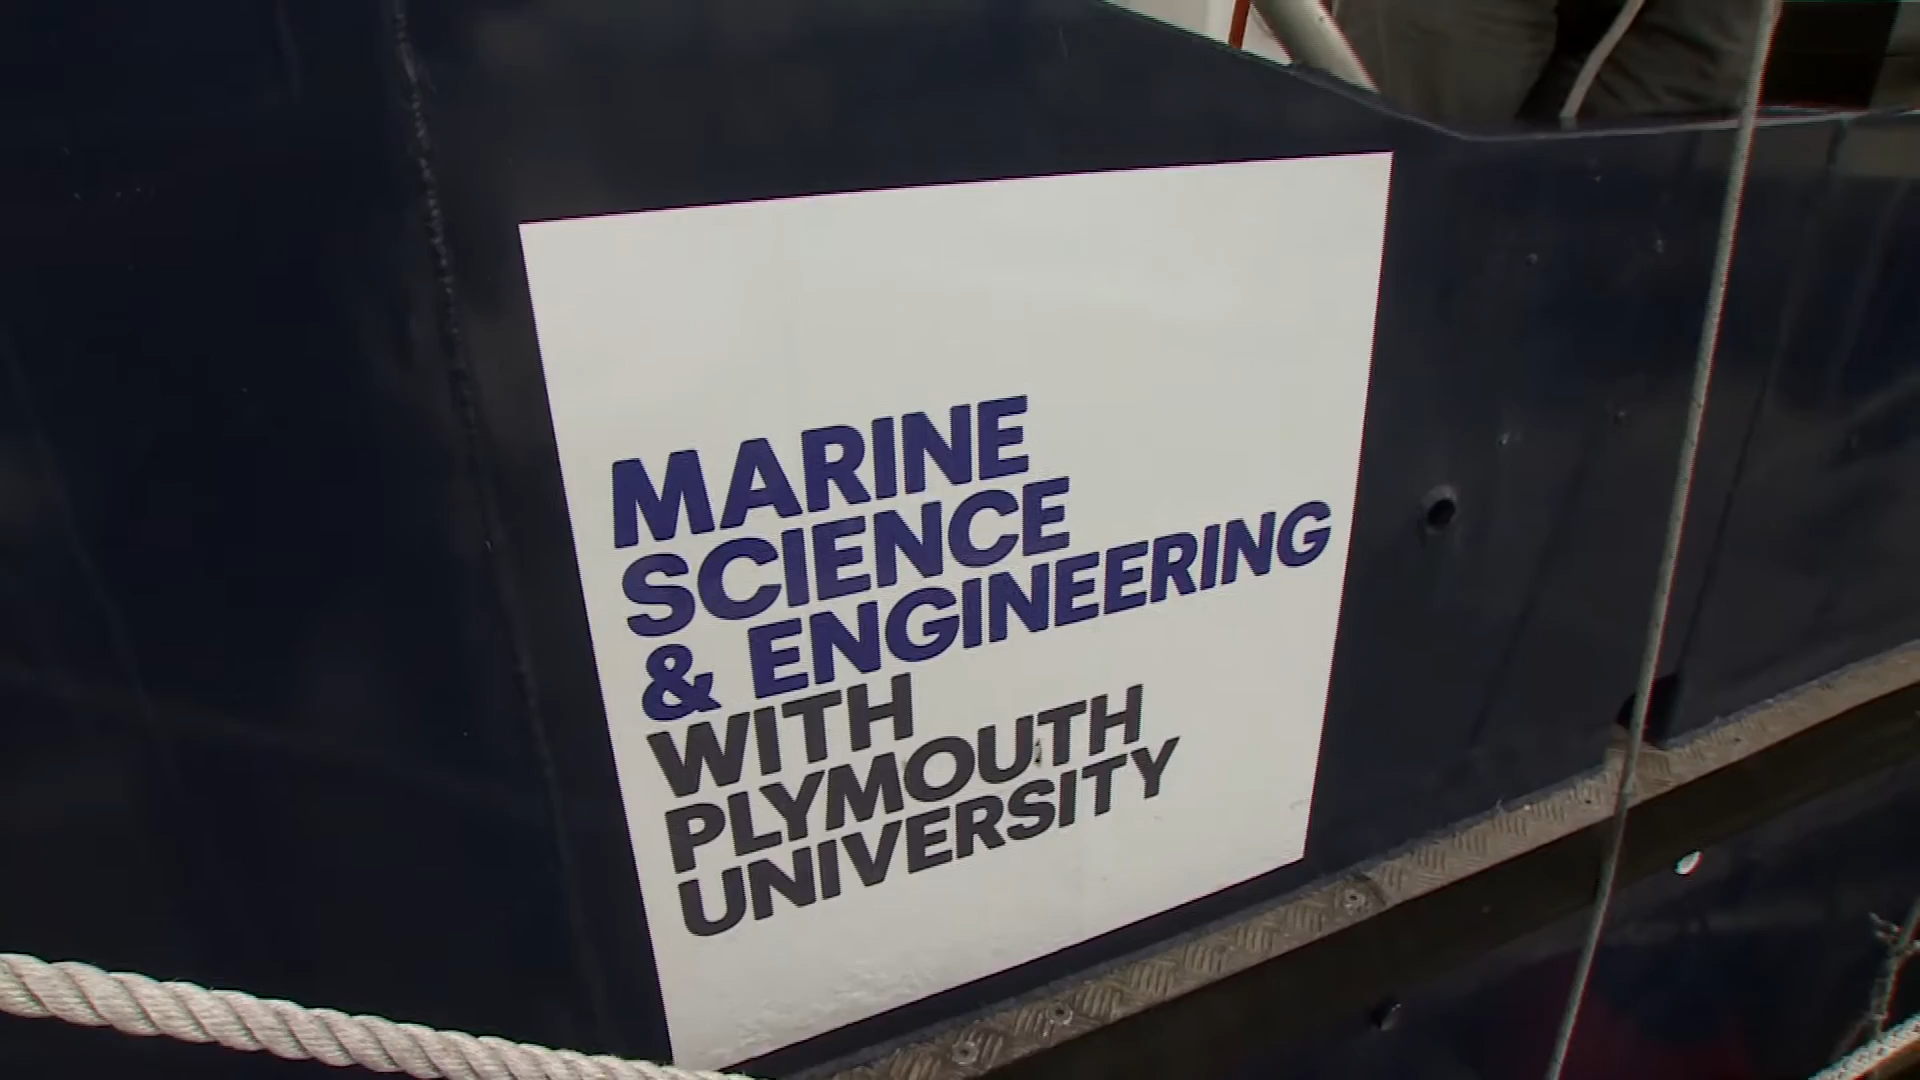 MARINE
SCIENCE
& ENGINEERING
WITH
PLYMOUTH
UNIVERSITY